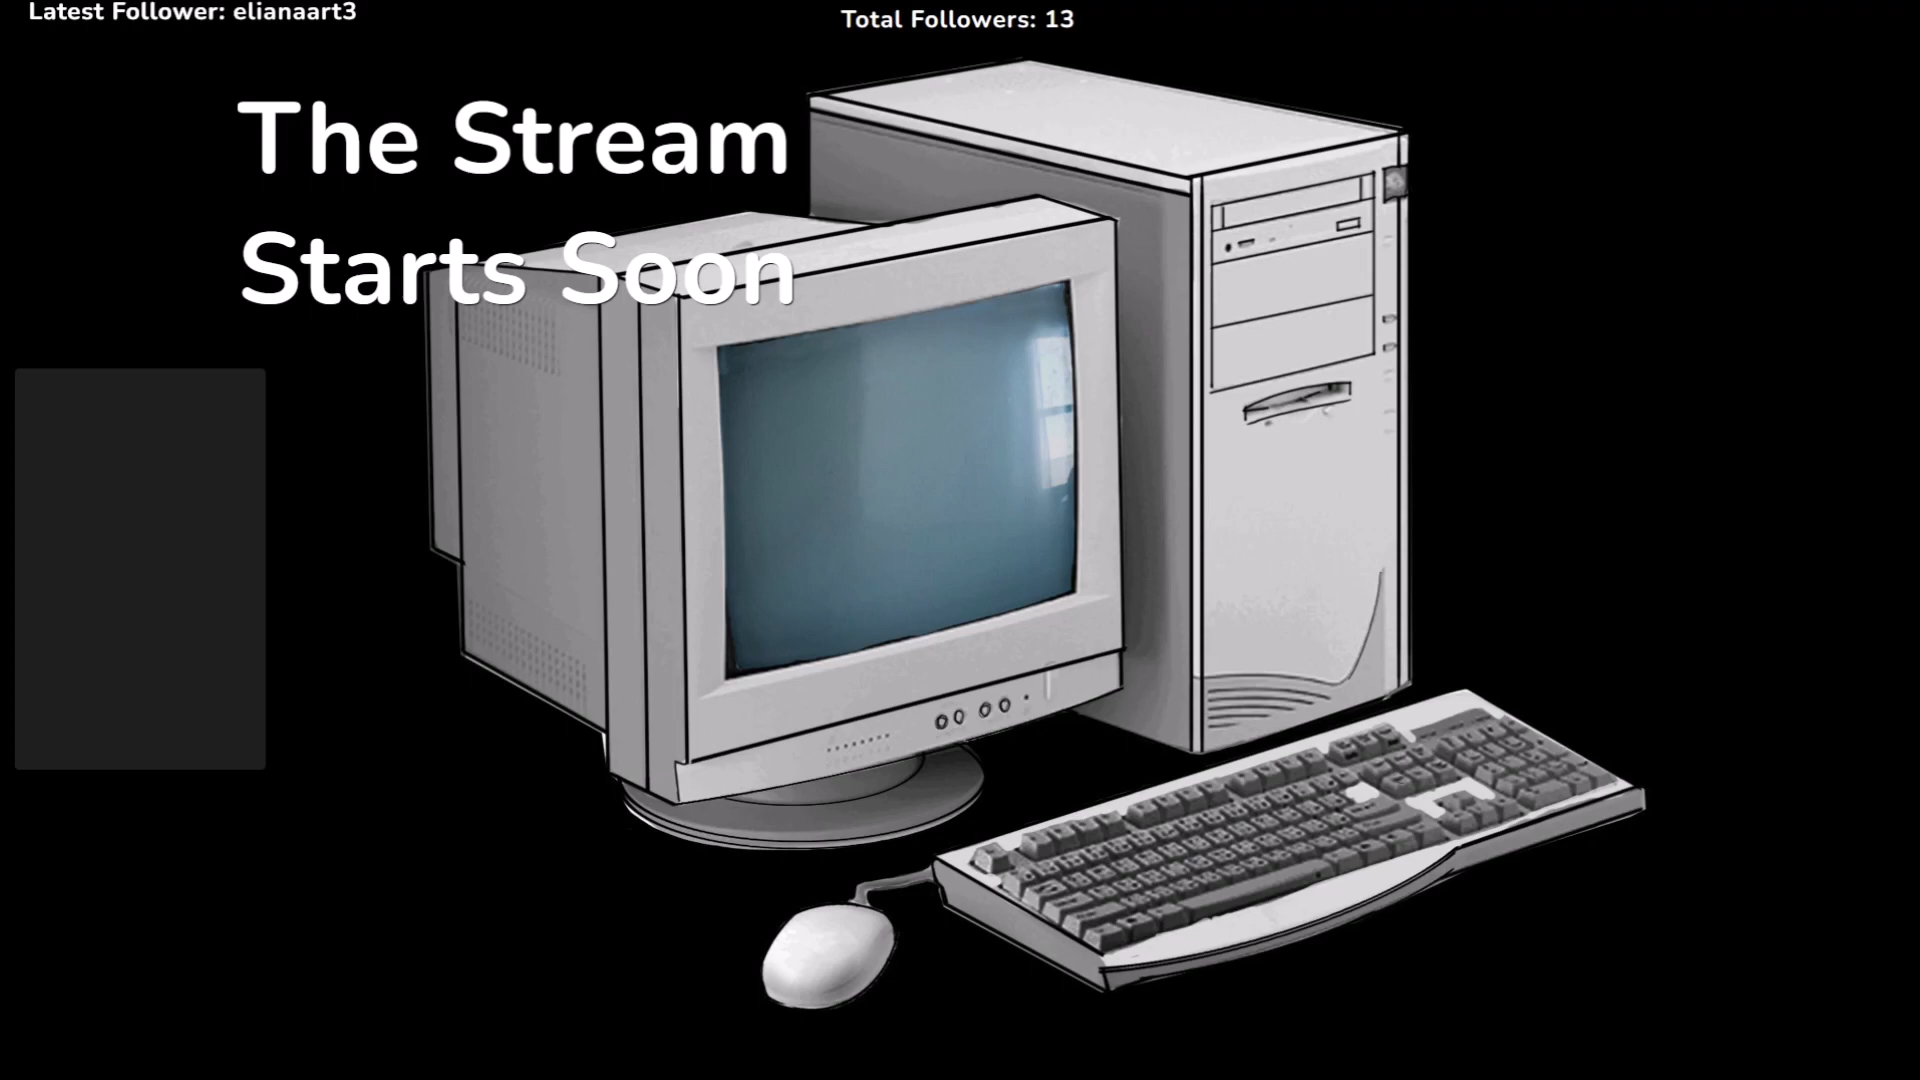 Latest Follower: elianaart3
Total Followers: 13
The Stream
Starts Soon